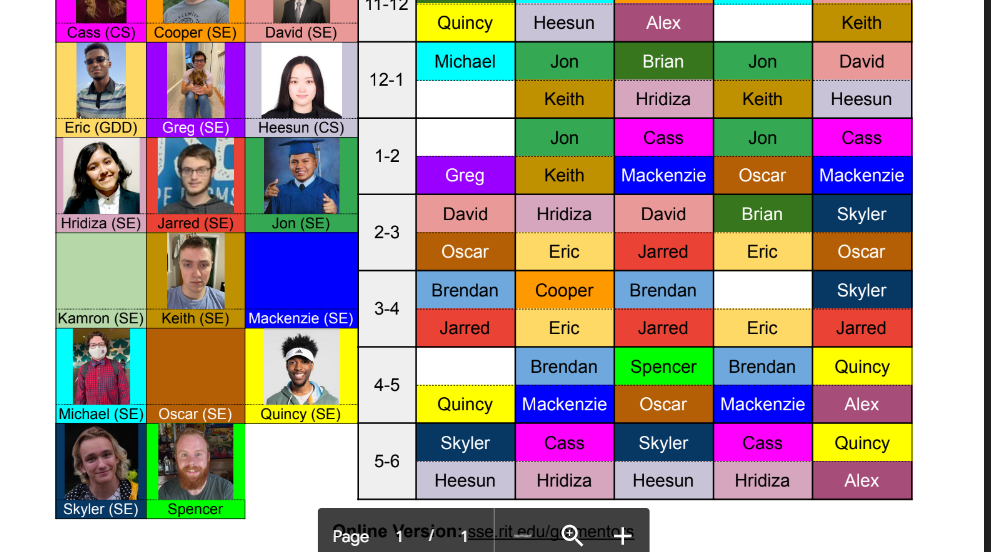 Cass (CS) Cooper (SE) David (SE)
Eric (GDD) Greg (SE) Heesun (CS)
Hridiza (SE) Jarred (SE) Jon (SE)
Kamron (SE) Keith (SE) Mackenzie (SE)
Michael (SE) Oscar (SE) Quincy (SE)
Skyler (SE) Spencer
11-12
Quincy Heesun Alex Keith
12-1
Michael Jon Brian Jon David
Keith Hridiza Keith Heesun
1-2
Jon Cass Jon Cass
Greg Keith Mackenzie Oscar Mackenzie
2-3
David Hridiza David Brian Skyler
Oscar Eric Jarred Eric Oscar
3-4
Brendan Cooper Brendan Skyler
Jarred Eric Jarred Eric Jarred
4-5
Brendan Spencer Brendan Quincy
Quincy Mackenzie Oscar Mackenzie Alex
5-6
Skyler Cass Skyler Cass Quincy
Heesun Hridiza Heesun Hridiza Alex
Online Version:
Page 1 / 1